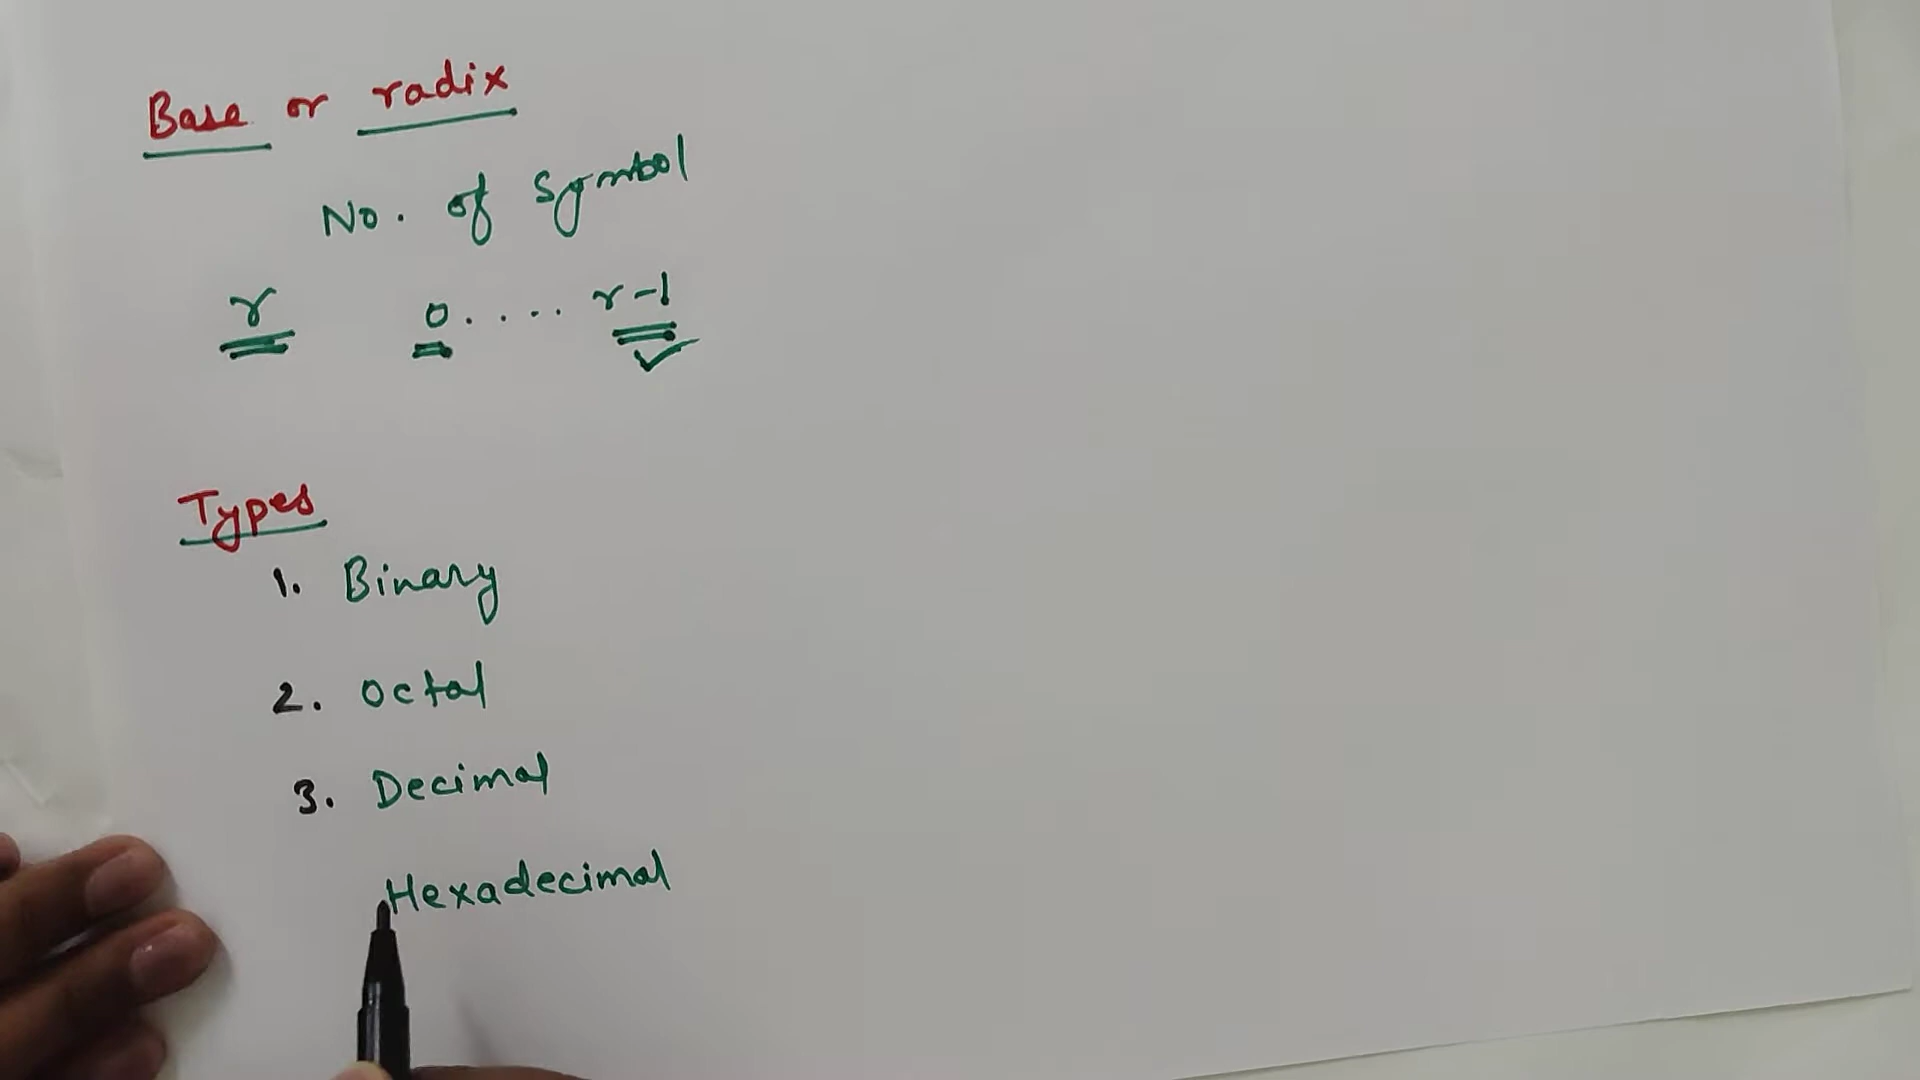 Base or radix
No. of symbol
r 0..... r-1
Types
1. Binary
2. Octal
3. Decimal
Hexadecimal